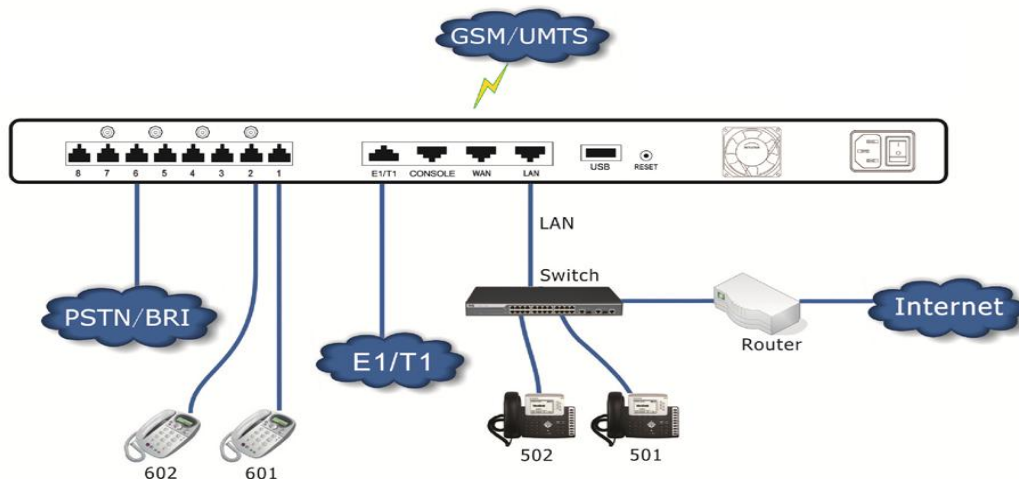 GSM/UMTS
8 7 6 5 4 3 2 1
E1/T1 CONSOLE WAN LAN
USB
RESET
LAN
Switch
PSTN/BRI
E1/T1
Router
Internet
602
601
502
501